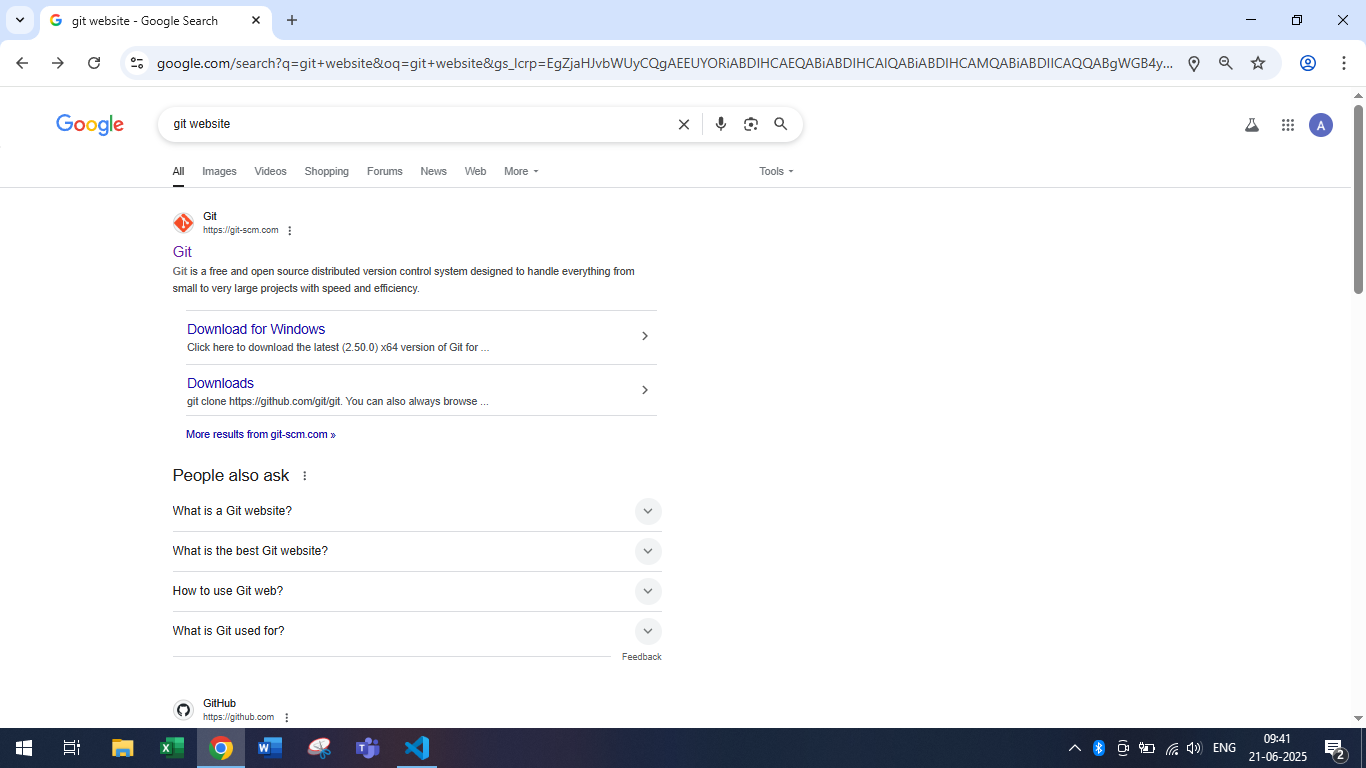 git website - Google Search
google.com/search?q=git+website&oq=git+website&gs_lcrp=EgZjaHJvbWUyCQgAEEUYORiABDIHCAEQABiABDIHCAIQABiABDIHCAMQABiABDIICAQQABgWGB4y...
Google
git website
A
All Images Videos Shopping Forums News Web More Tools
Git
https://git-scm.com
Git
Git is a free and open source distributed version control system designed to handle everything from
small to very large projects with speed and efficiency.
Download for Windows
Click here to download the latest (2.50.0) x64 version of Git for ...
Downloads
git clone https://github.com/git/git. You can also always browse ...
More results from git-scm.com »
People also ask
What is a Git website?
What is the best Git website?
How to use Git web?
What is Git used for?
Feedback
GitHub
https://github.com
ENG
09:41
21-06-2025
2